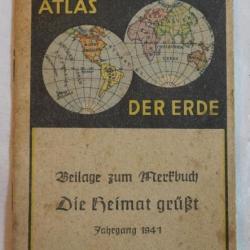 ATLAS
DER ERDE
Beilage zum Merkbuch
Die Heimat grüßt
Jahrgang 1941